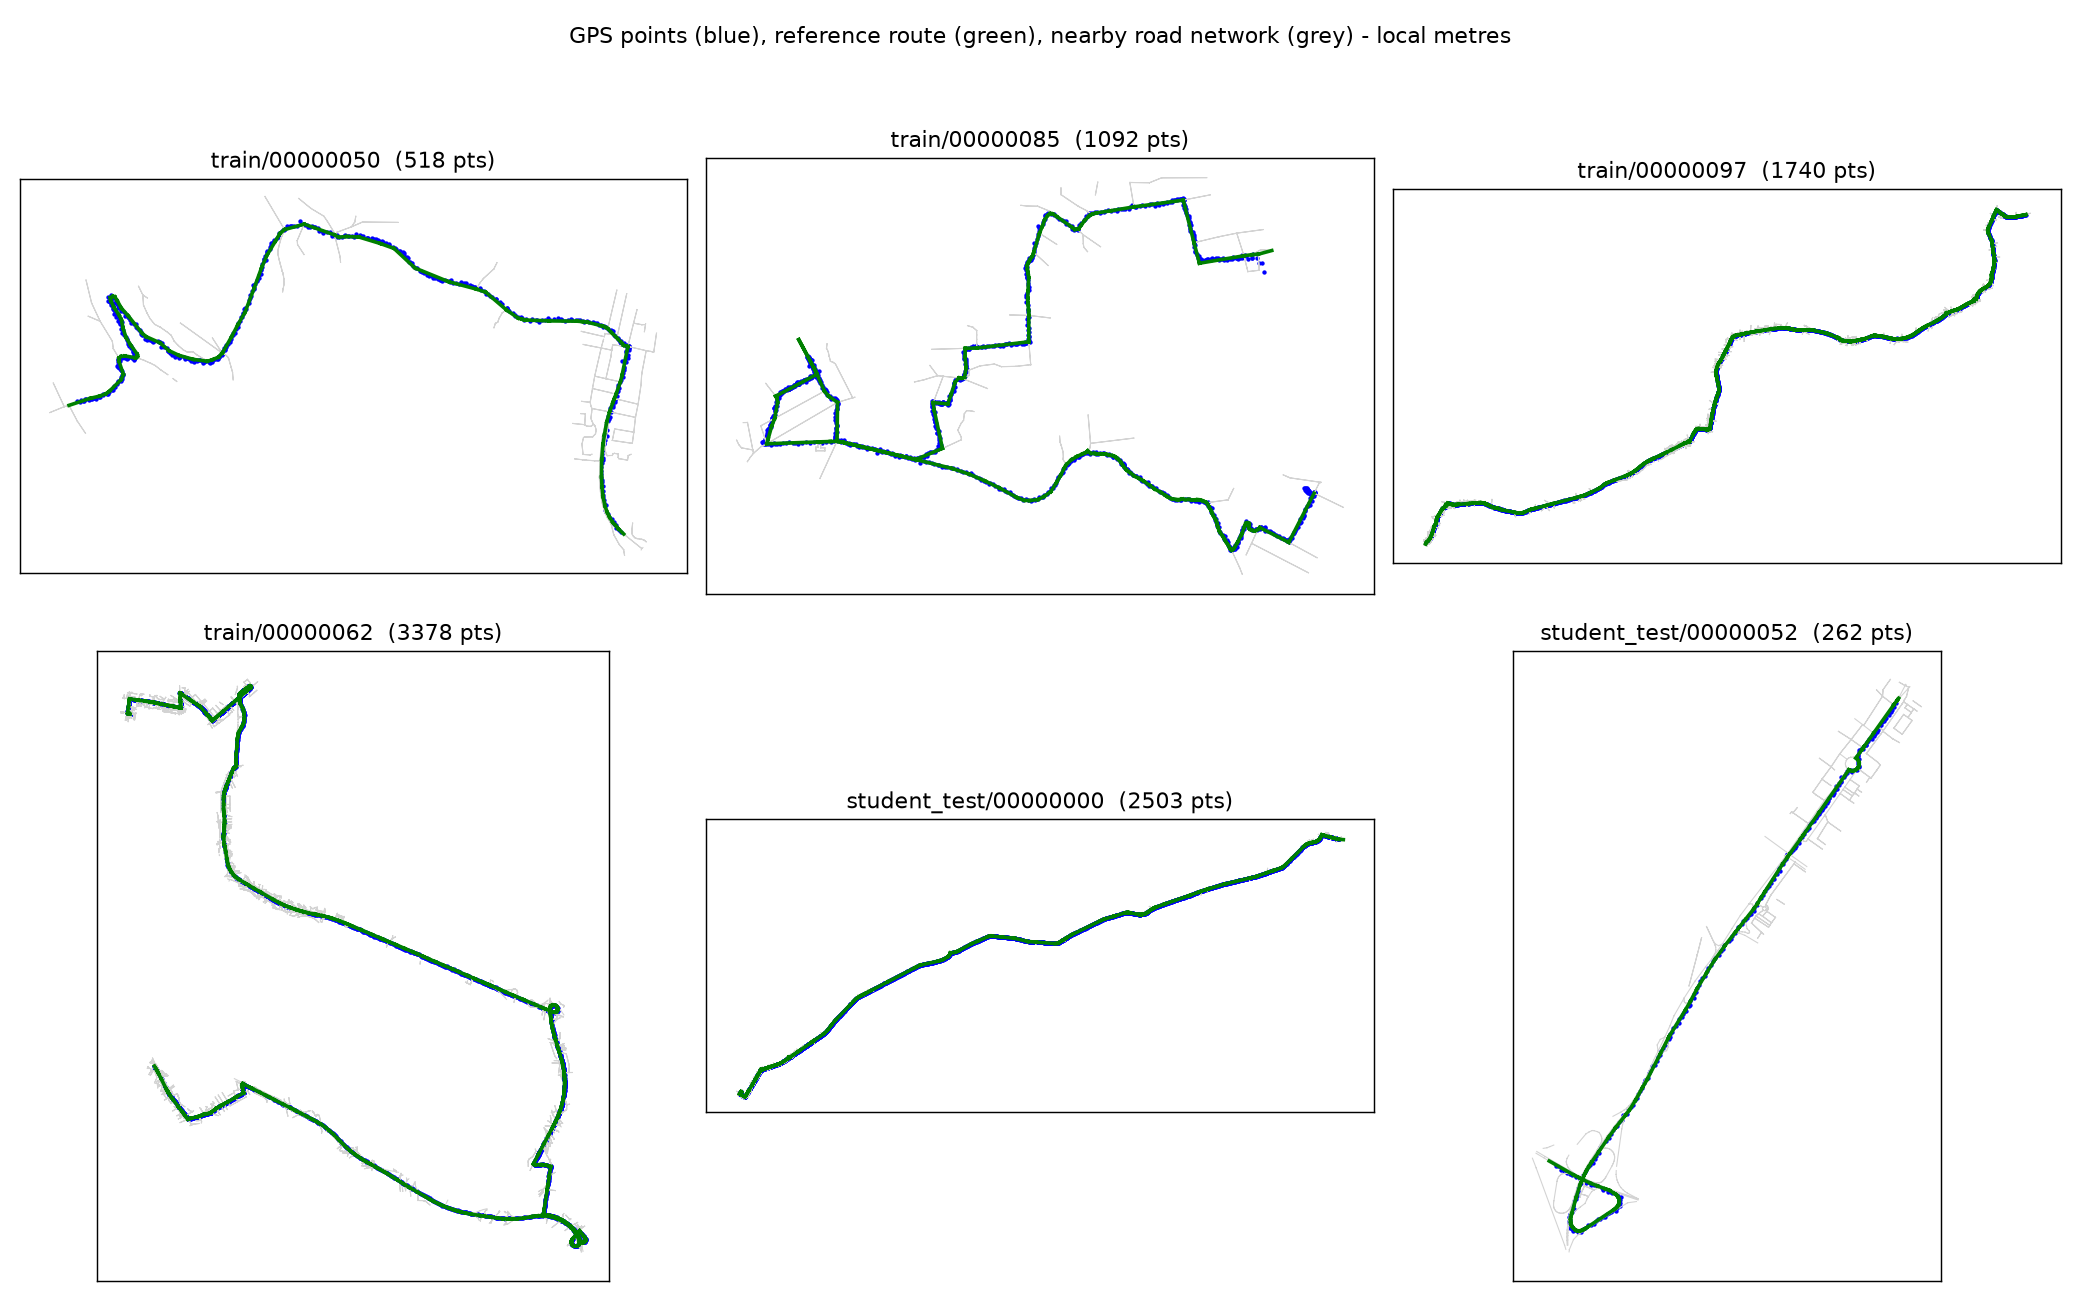 GPS points (blue), reference route (green), nearby road network (grey) - local metres
train/00000050 (518 pts)
train/00000085 (1092 pts)
train/00000097 (1740 pts)
train/00000062 (3378 pts)
student_test/00000000 (2503 pts)
student_test/00000052 (262 pts)